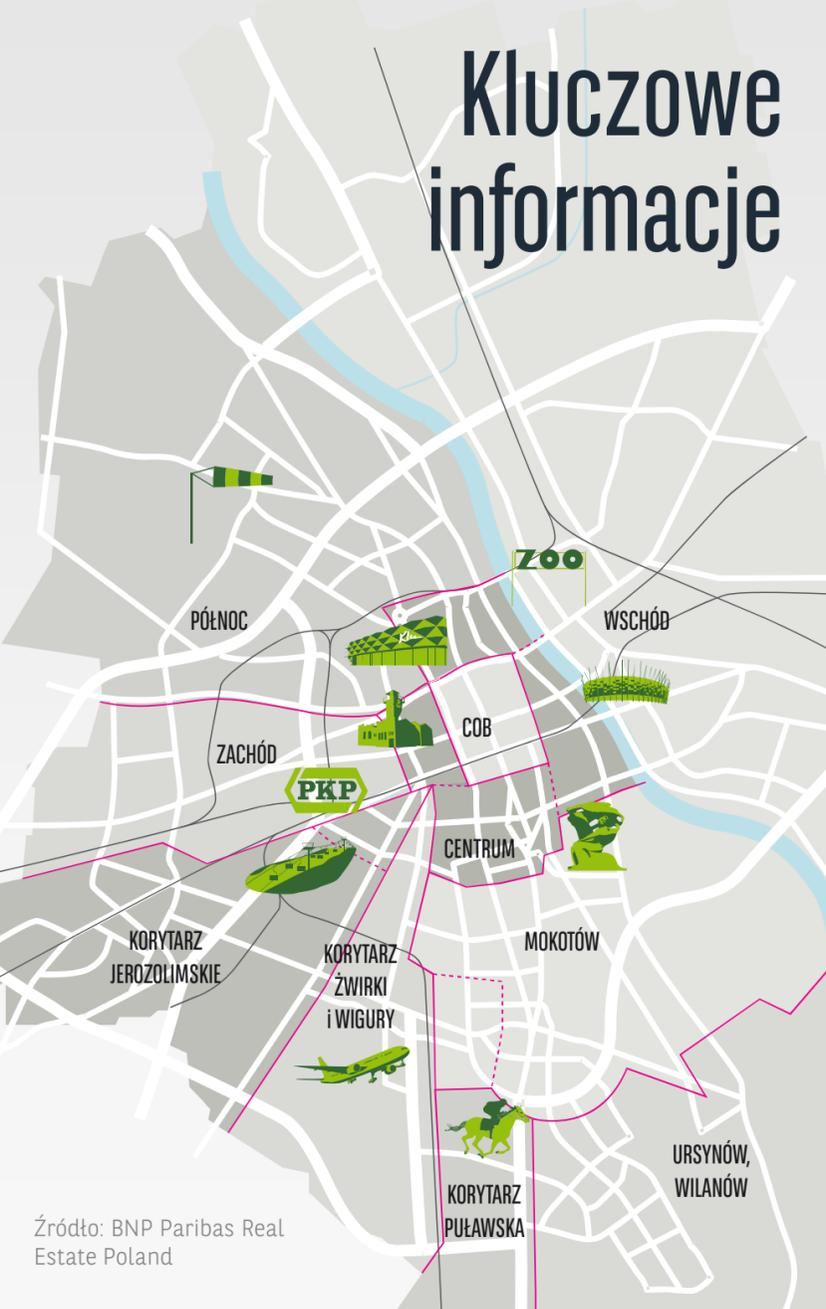 Kluczowe
informacje
ZOO
PÓŁNOC
WSCHÓD
COB
ZACHÓD
PKP
CENTRUM
KORYTARZ
JEROZOLIMSKIE
KORYTARZ
ŻWIRKI
i WIGURY
MOKOTÓW
URSYNÓW,
WILANÓW
KORYTARZ
PUŁAWSKA
Źródło: BNP Paribas Real
Estate Poland